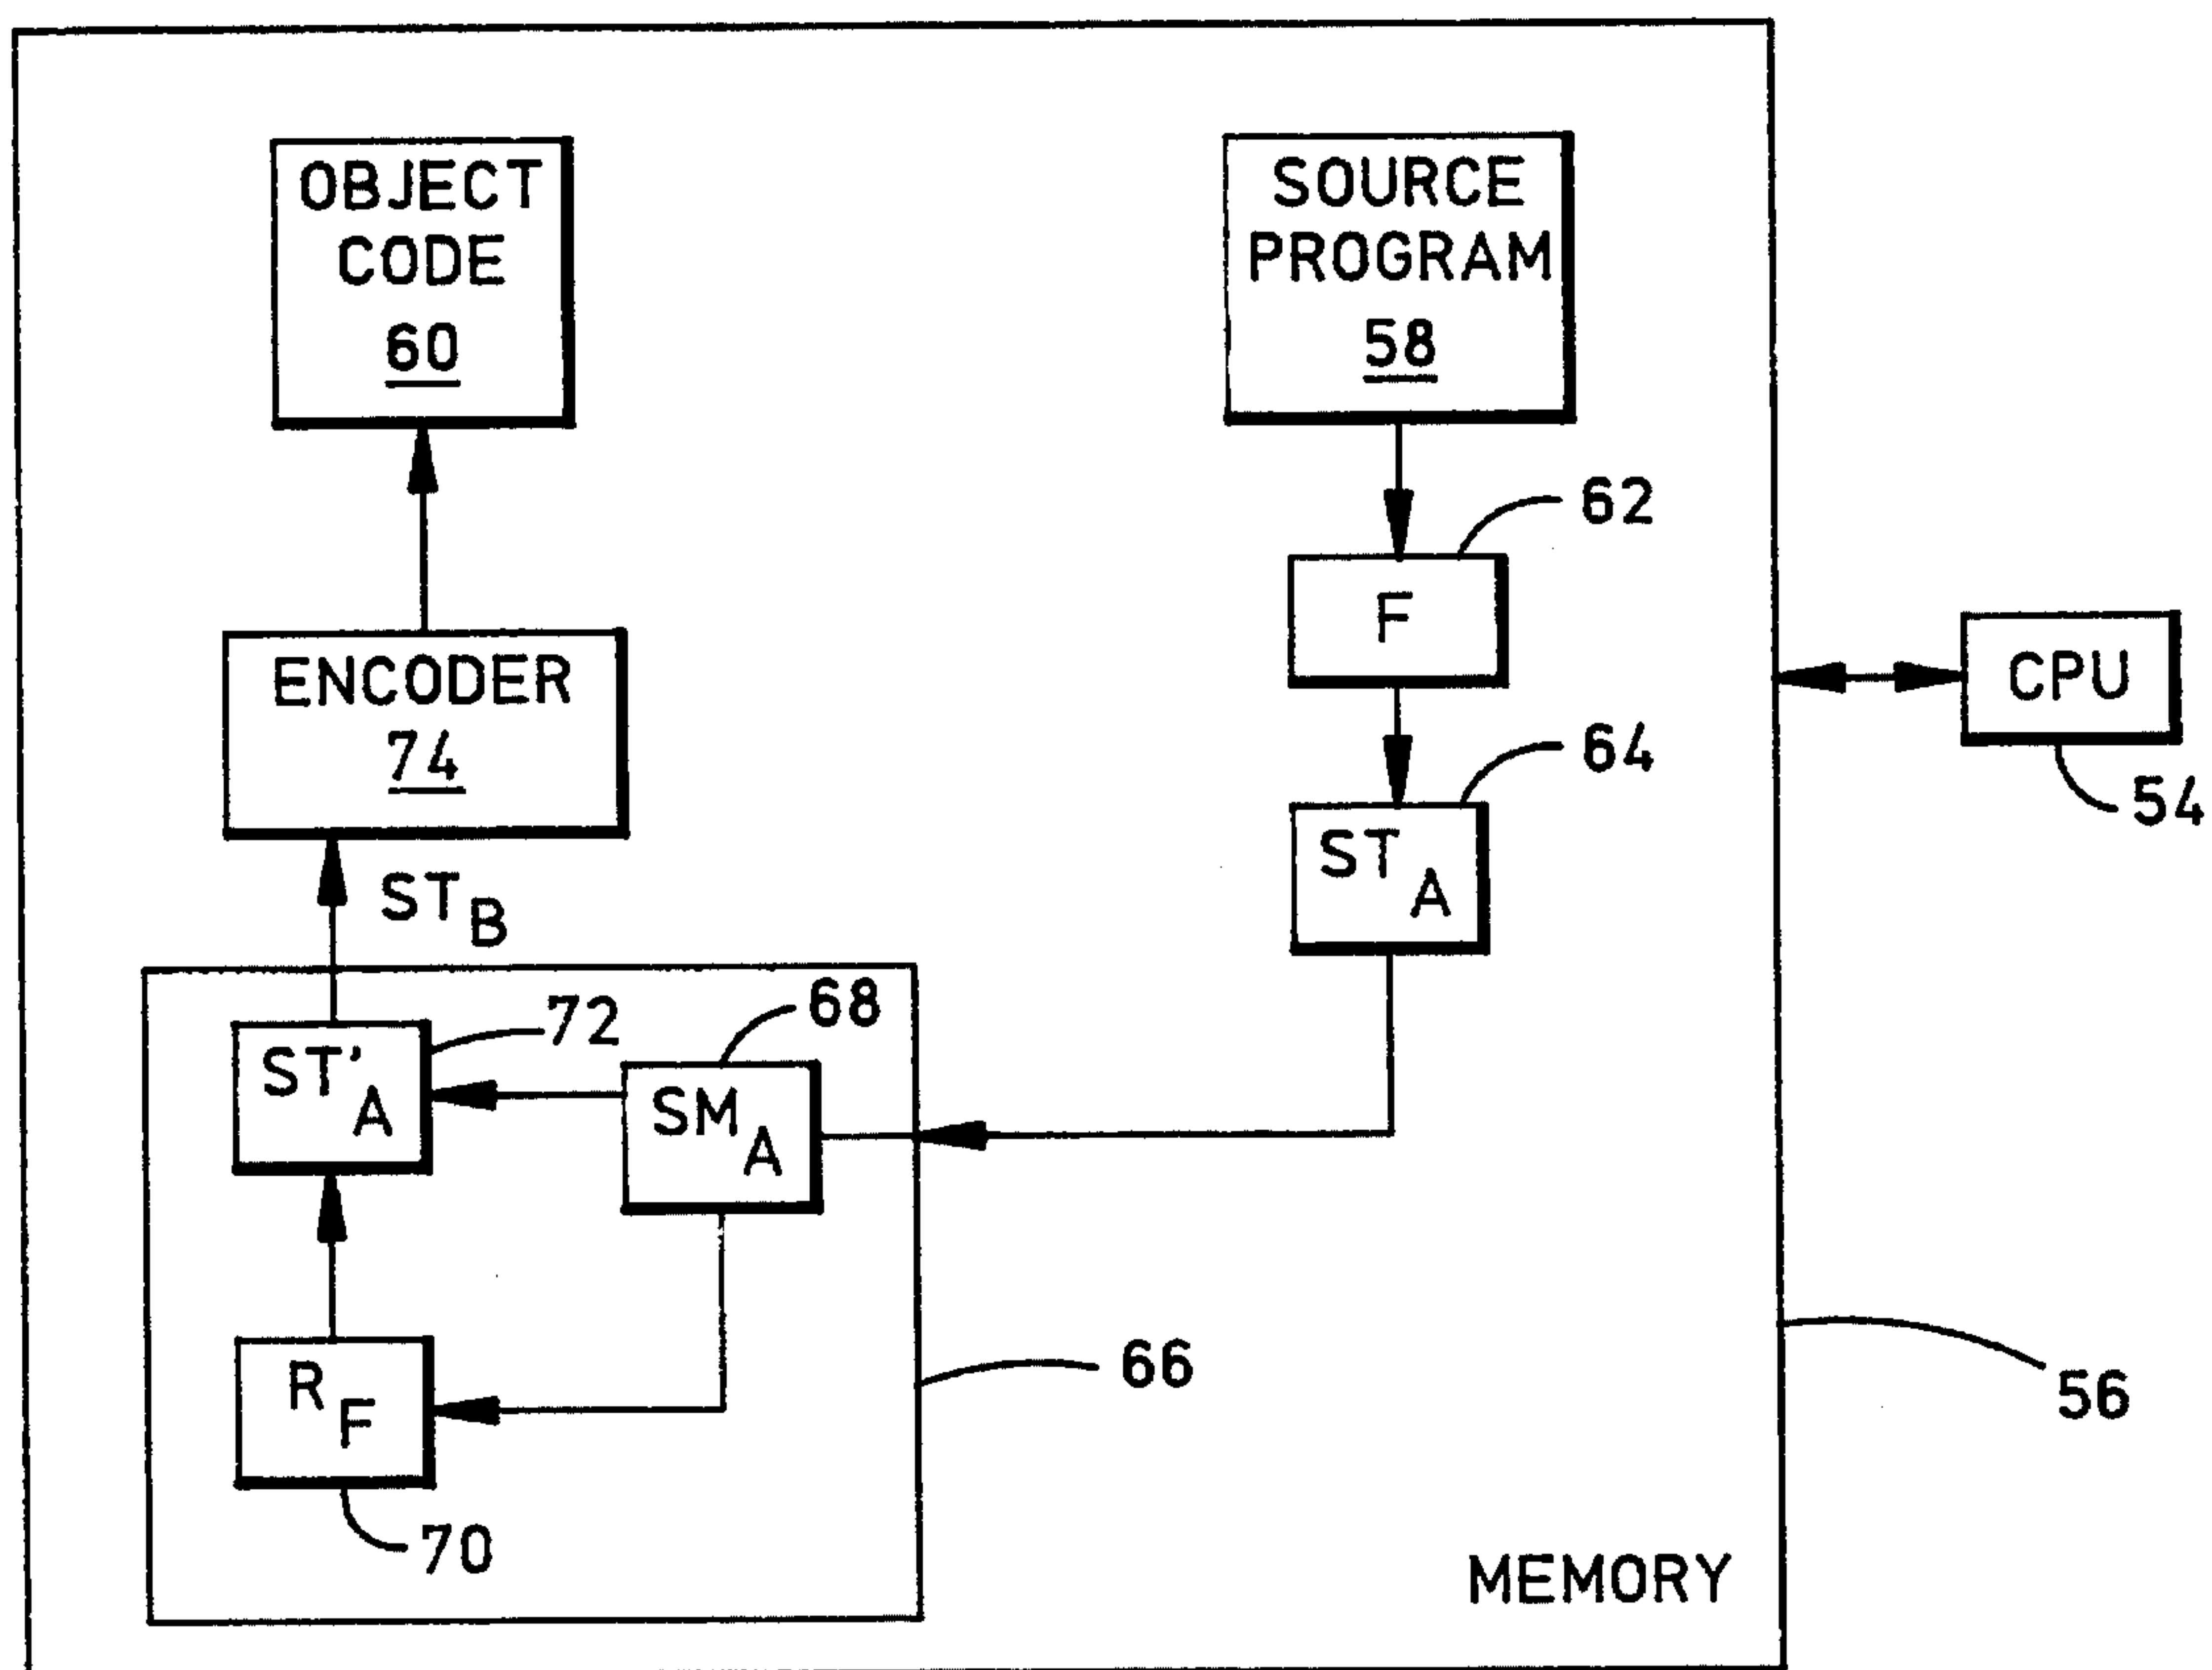 OBJECT
CODE
60
SOURCE
PROGRAM
58
62
F
ENCODER
74
CPU
54
64
ST A
ST B
72
68
ST' A
SM A
R F
70
66
56
MEMORY